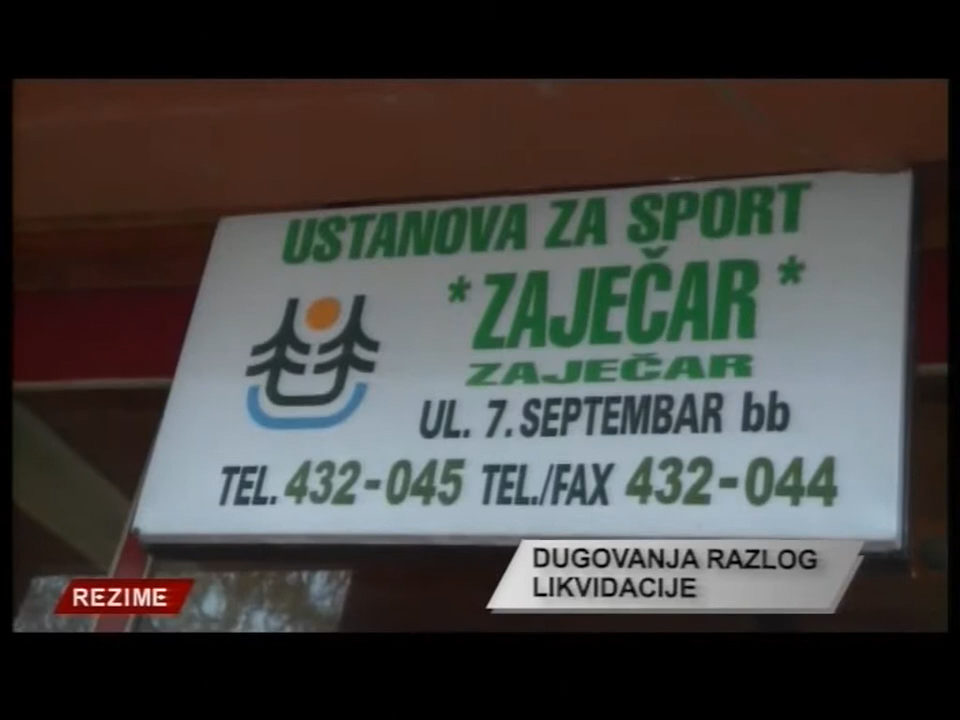 USTANOVA ZA SPORT
*ZAJEČAR*
ZAJEČAR
UL. 7. SEPTEMBAR bb
TEL. 432-045 TEL./FAX 432-044
DUGOVANJA RAZLOG
LIKVIDACIJE
REZIME